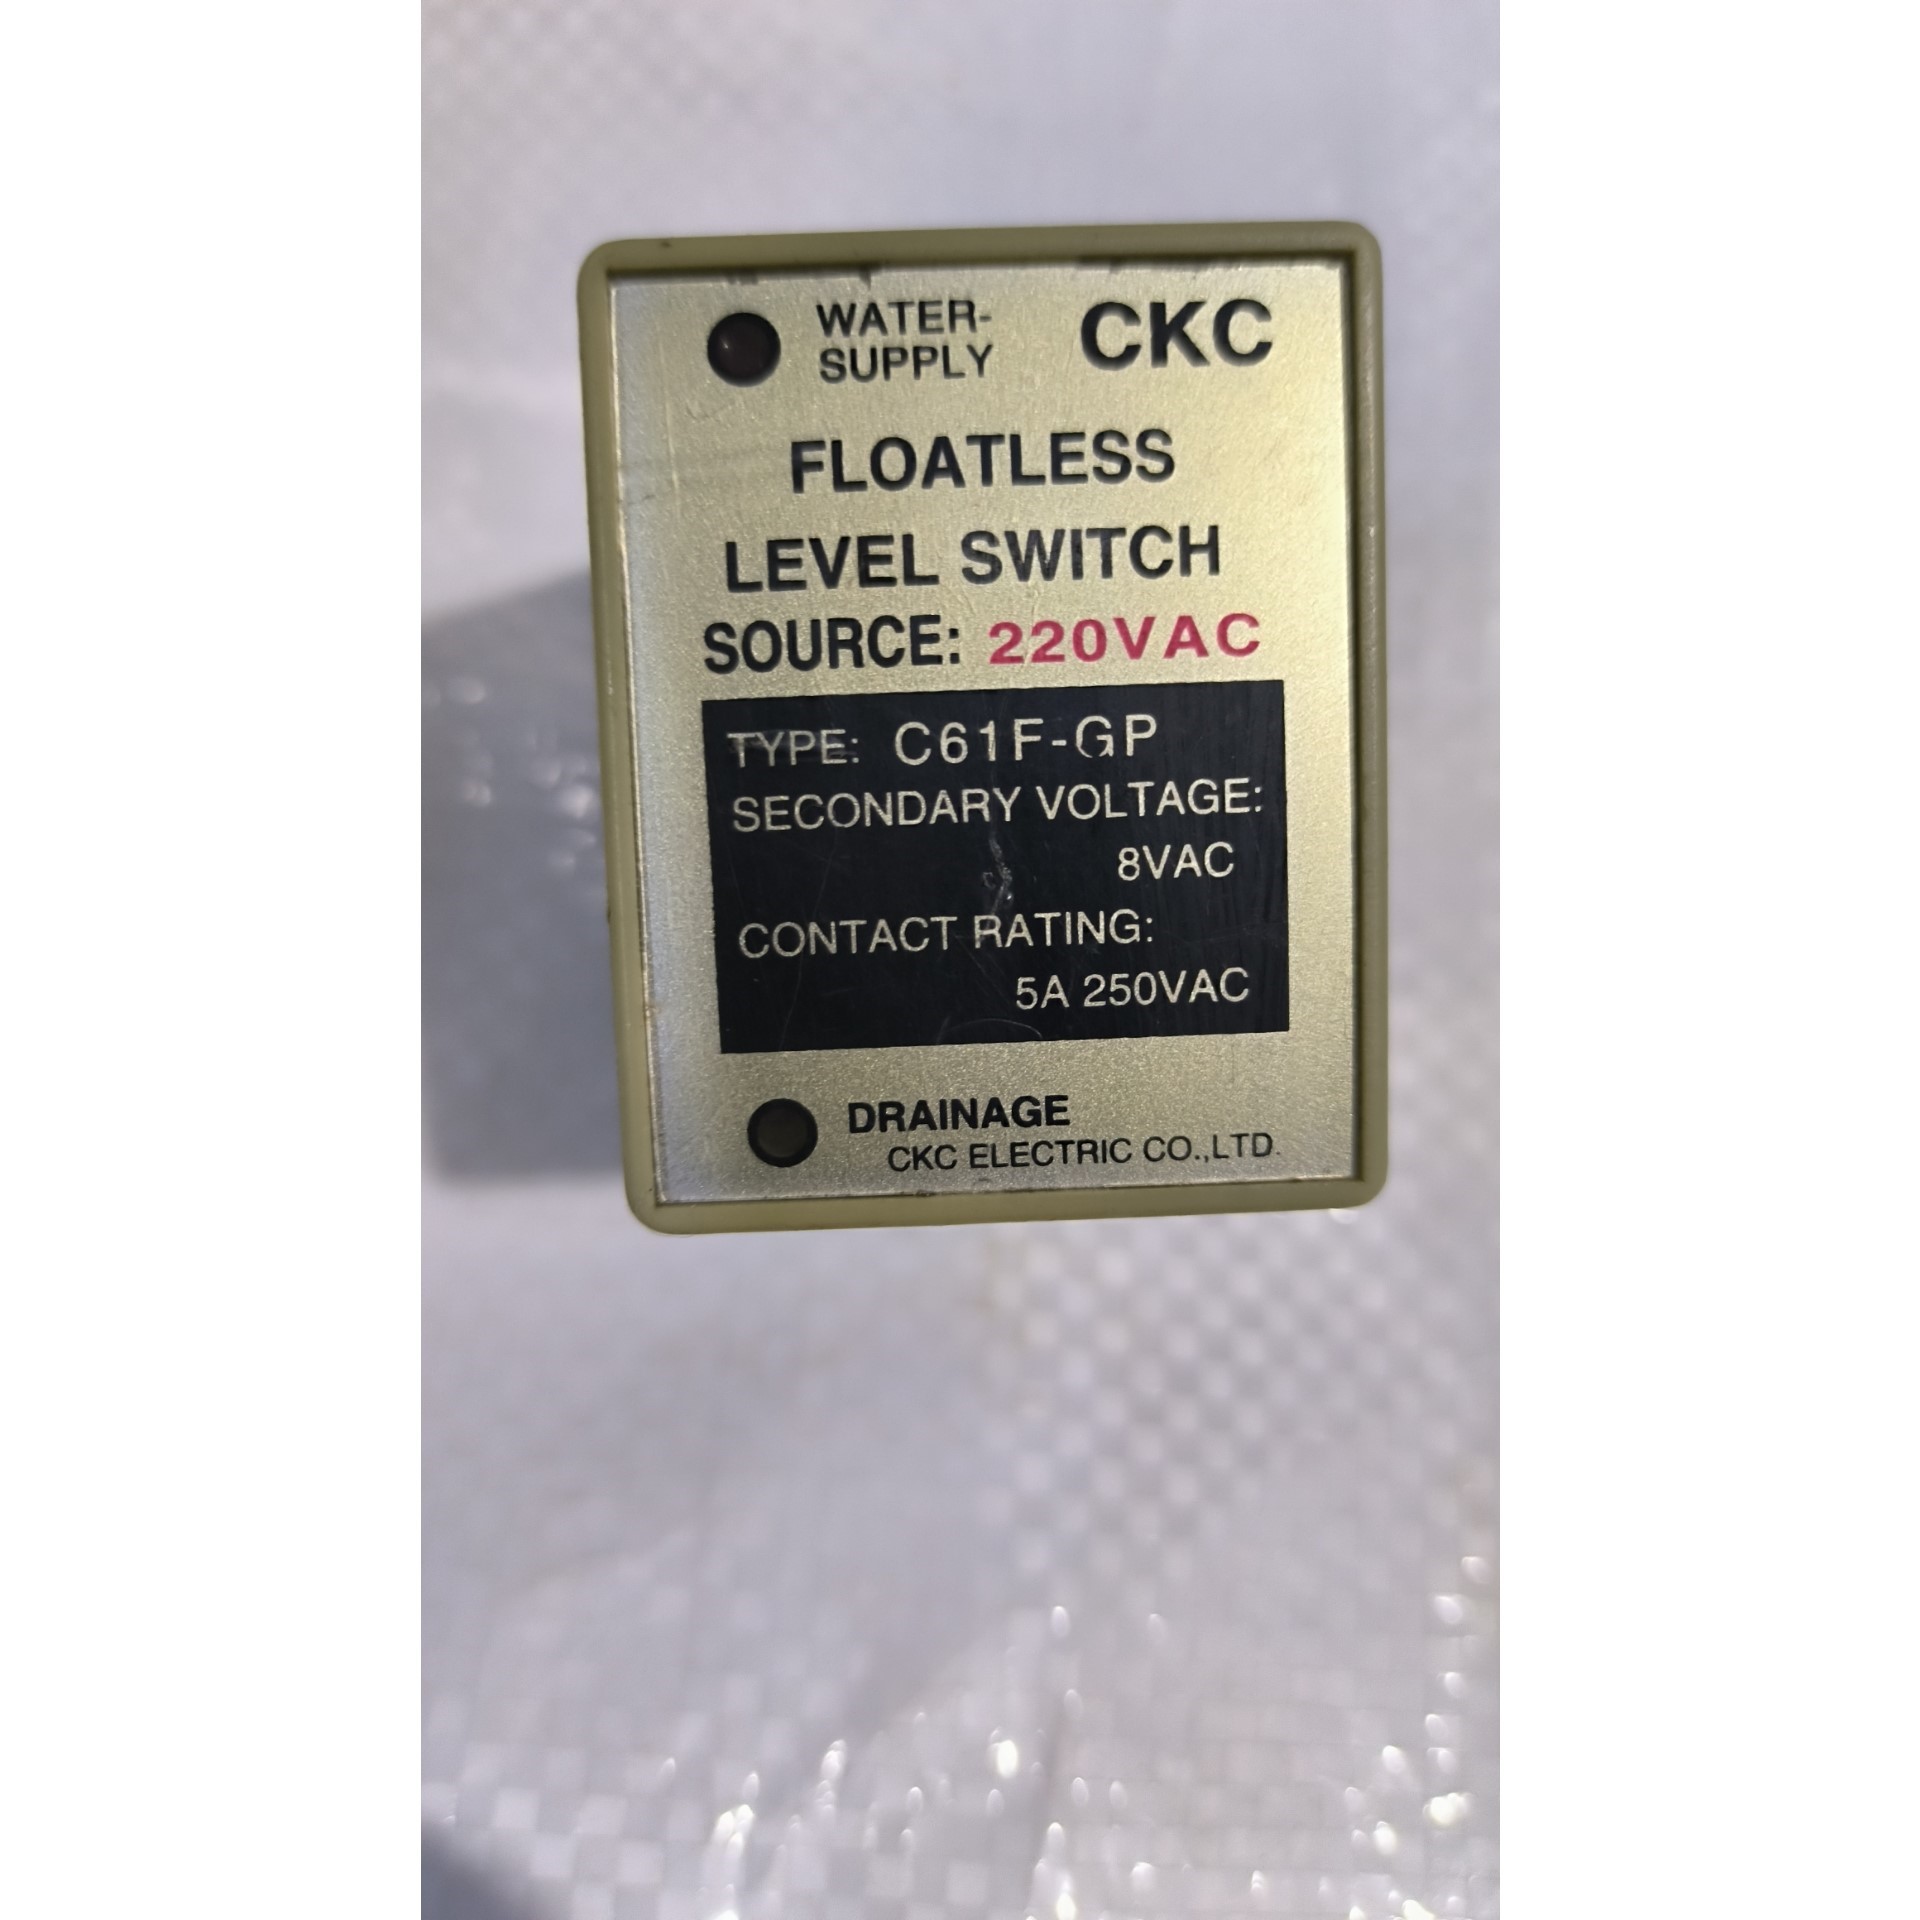 WATER-
SUPPLY
CKC
FLOATLESS
LEVEL SWITCH
SOURCE: 220VAC
TYPE: C61F-GP
SECONDARY VOLTAGE:
8VAC
CONTACT RATING:
5A 250VAC
DRAINAGE
CKC ELECTRIC CO.,LTD.